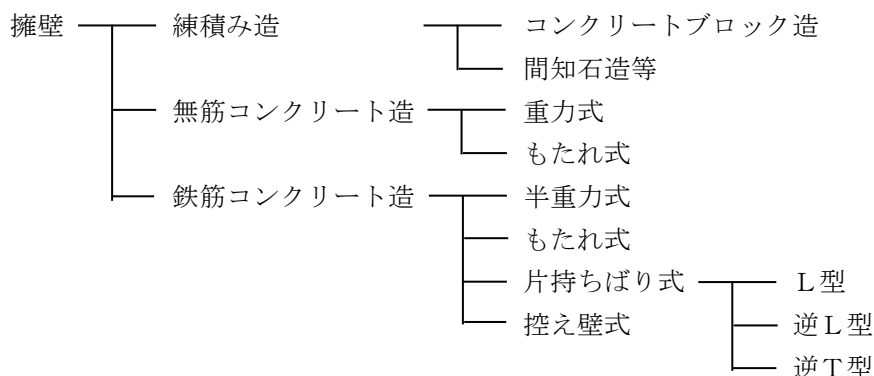 擁壁 練積み造 コンクリートブロック造
間知石造等
無筋コンクリート造 重力式
もたれ式
鉄筋コンクリート造 半重力式
もたれ式
片持ちばり式 L型
控え壁式 逆L型
逆T型